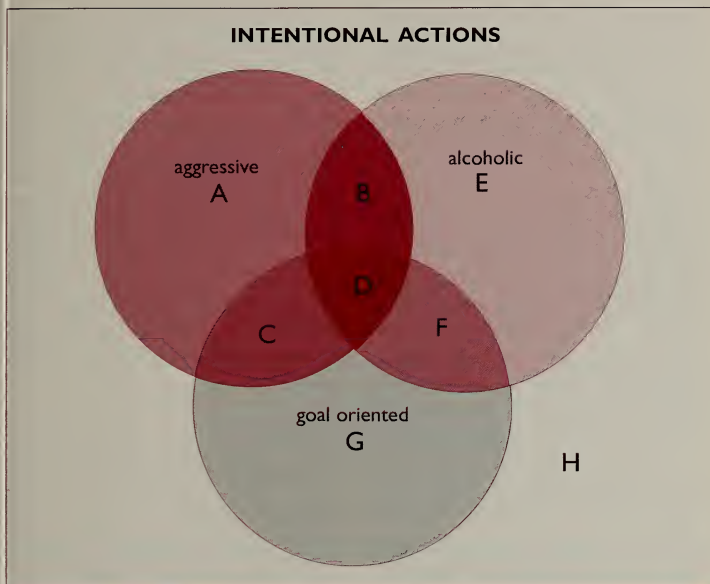 INTENTIONAL ACTIONS
aggressive
A
B
alcoholic
E
D
C
F
goal oriented
G
H